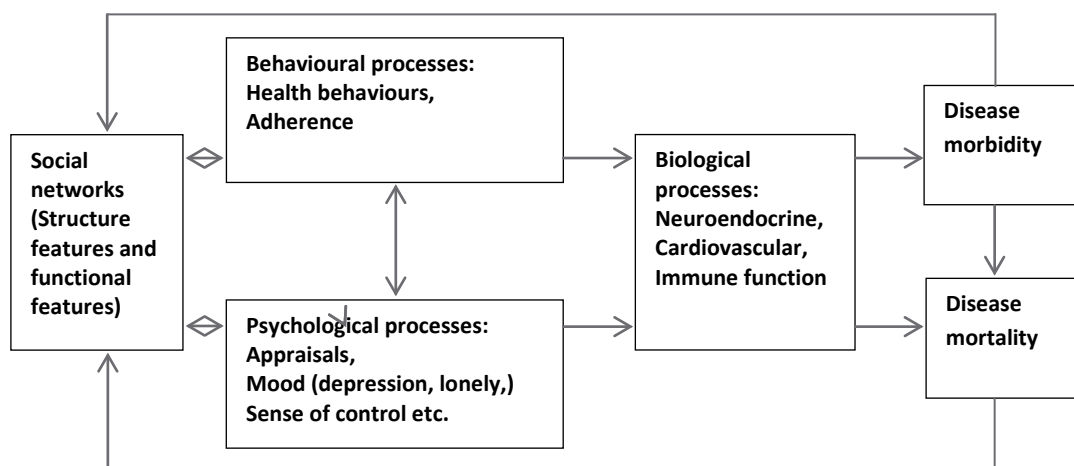 Behavioural processes:
Health behaviours,
Adherence
Social
networks
(Structure
features and
functional
features)
Psychological processes:
Appraisals,
Mood (depression, lonely,)
Sense of control etc.
Biological
processes:
Neuroendocrine,
Cardiovascular,
Immune function
Disease
morbidity
Disease
mortality